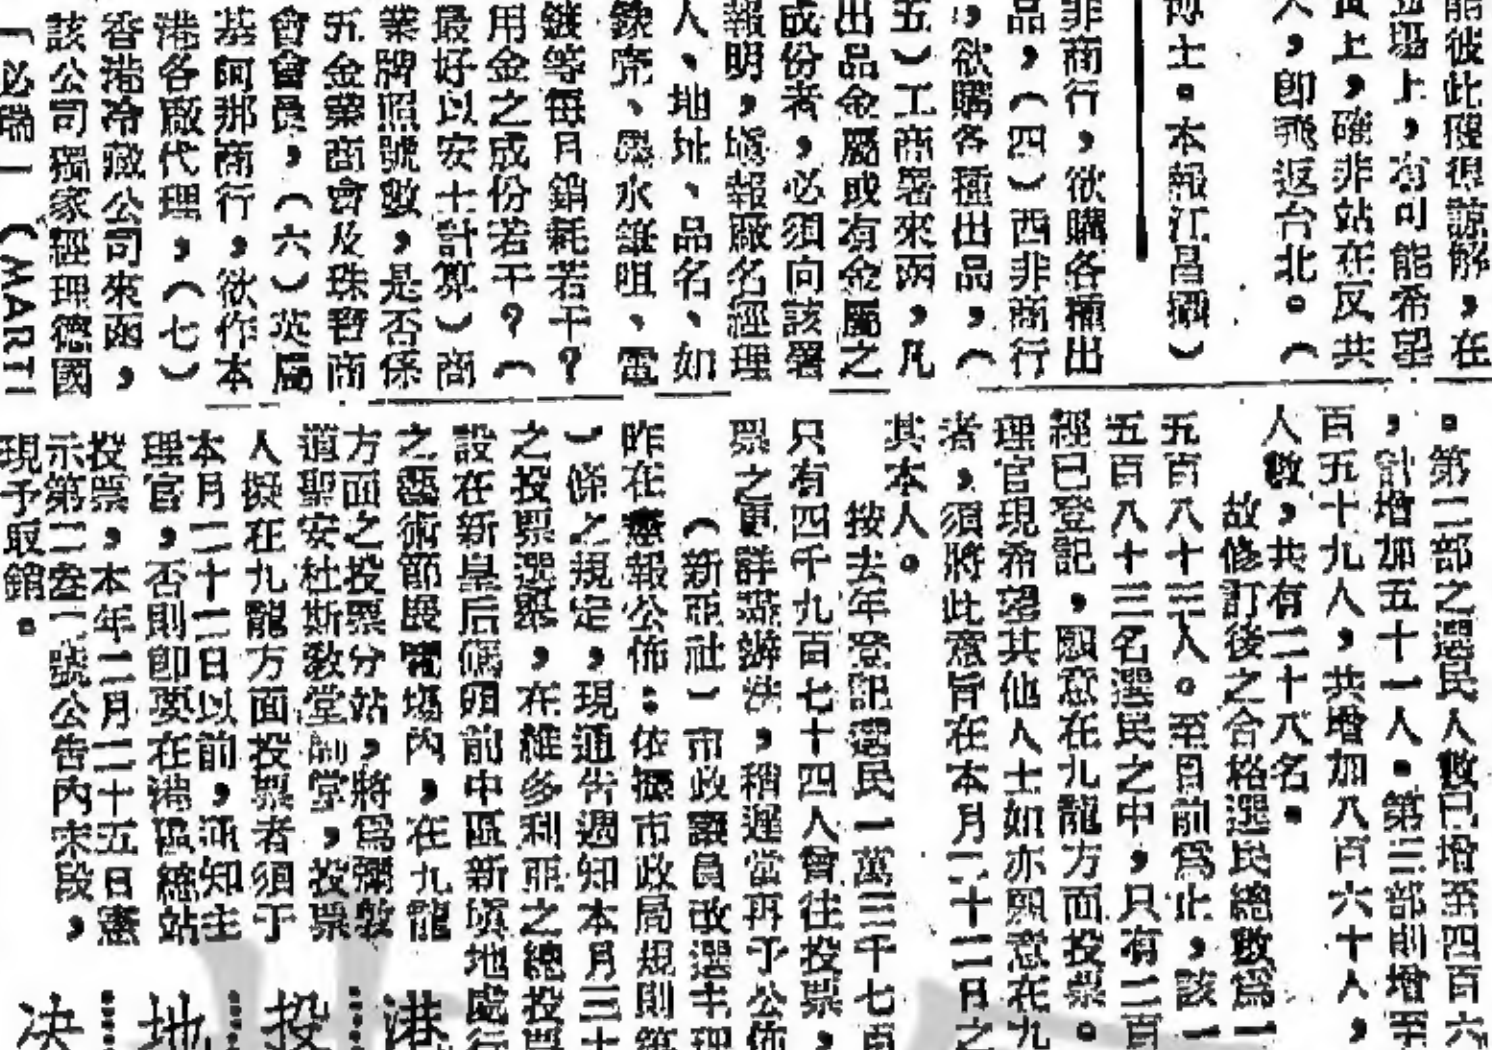 能彼此獲得諒解，在
邊場上，有可能希望
實上，確非站在反共
人，即飛返台北。（
博士。本報江昌攝）
非商行，欲購各種出
品，（四）西非商行
，欲購各種出品，（
五）工商署來函，凡
出品金屬或有金屬之
成份者，必須向該署
報明，塡報廠名經理
人、地址、品名、如
水
等每月銷耗若干？
用金之成份若干？（
最好以安士計算）商
業牌照號數，是否係
五金業商會及珠寶商
會會員，（六）英屬
基阿那商行，欲作本
港各廠代理，（七）
香港冷藏公司來函，
該公司獨家經理德國
「必瑞」（MARTI
。第二部之選民人數已增至四百六
，計增加五十一人。第三部則增至
百五十九人，共增加八百六十人，
人數，共有二十八名。
故修訂後之合格選民總數爲一
五百八十三人。至目前爲止，該一
五百八十三名選民之中，只有二百
經已登記，願意在九龍方面投票。
理官現希望其他人士如亦願意在九
者，須將此意旨在本月二十二日之
其本人。
按去年登記選民一萬三千七百
只有四千九百七十四人曾往投票，
票之更詳盡辦法，稍遲當再予公佈
（新亞社）市政議員改選主理
昨在憲報公佈：依據市政局規則第
）條之規定，現通告週知本月三十
之投票選舉，在維多利亞之總投票
設在新皇后碼頭前中區新塡地處行
之藝術節展覽場內，在九龍
方面之投票分站，將爲彌敦
道聖安杜斯教堂副堂，投票
人擬在九龍方面投票者須于
本月二十二日以前，通知主
理官，否則即要在港區總站
投票，本年二月二十五日憲
示第二叁一號公告內末段，
現予取銷。
港
投
地
决